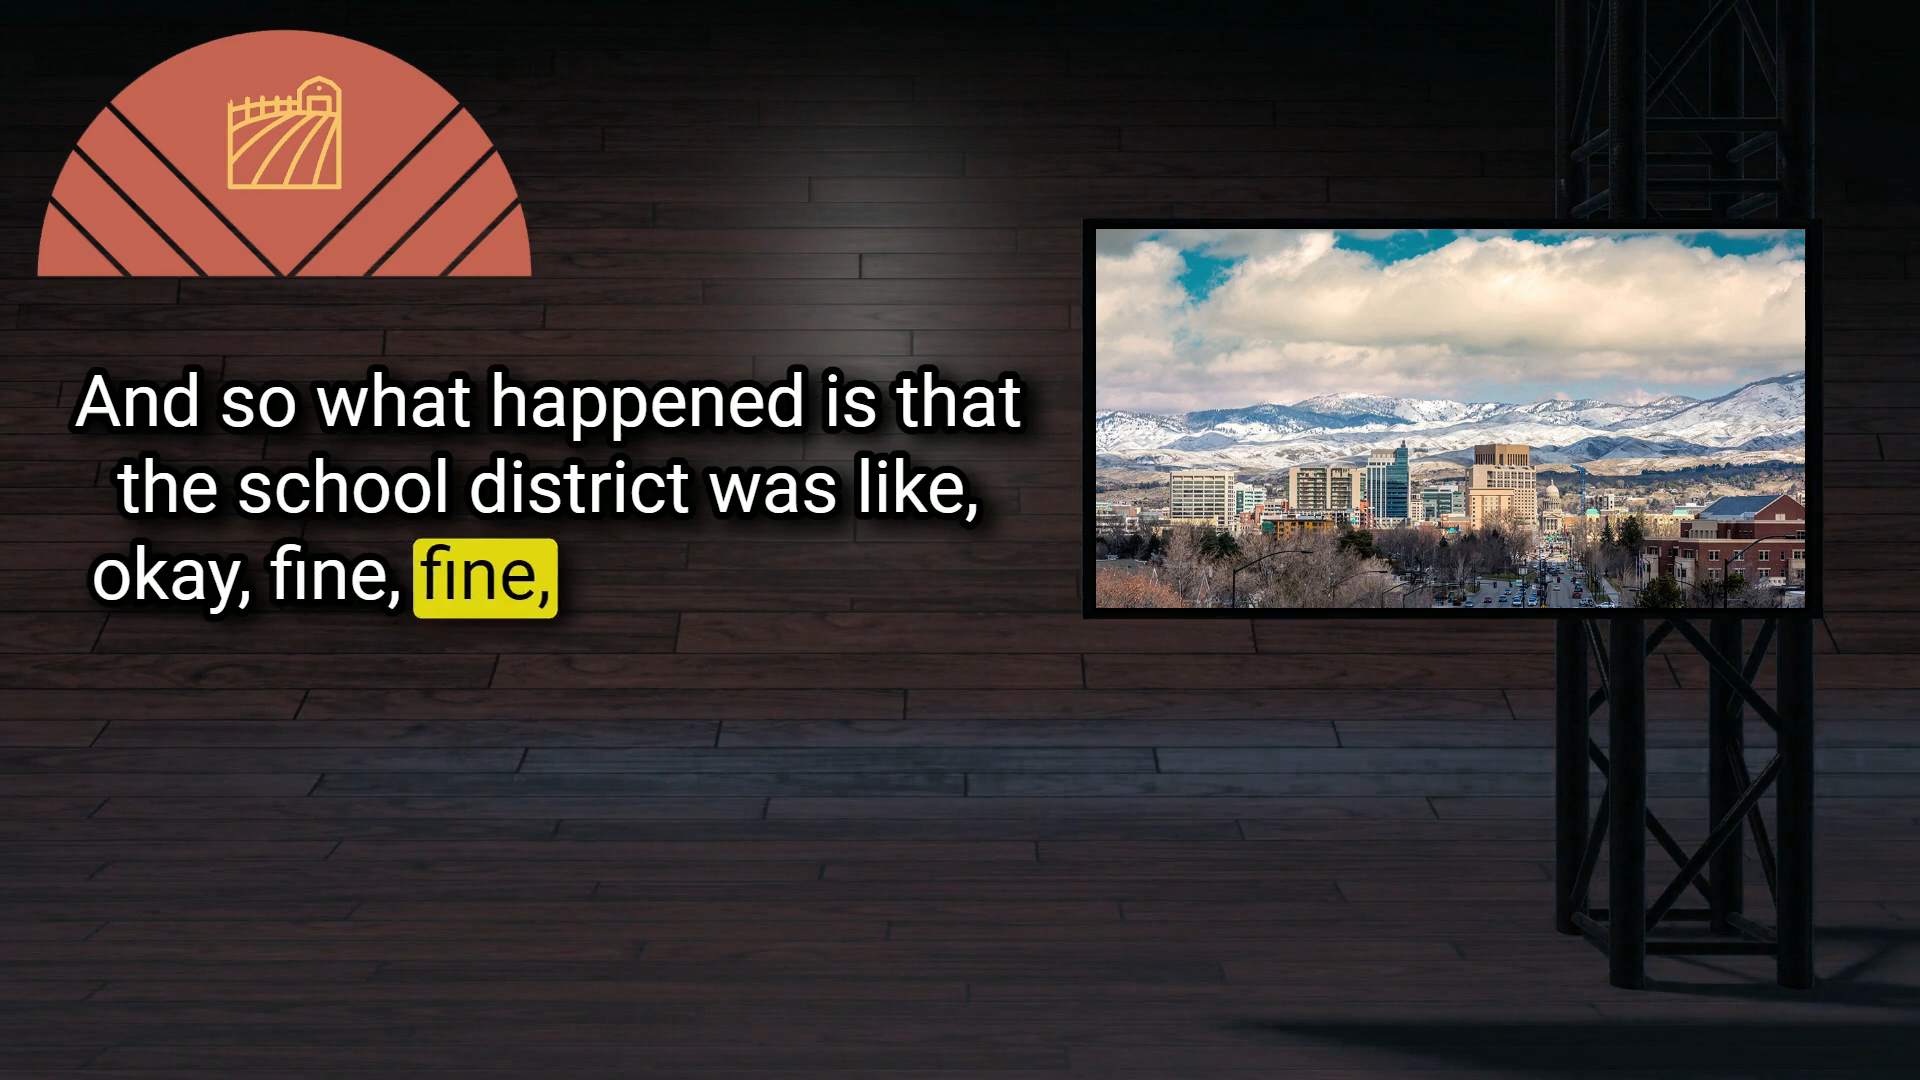 And so what happened is that
the school district was like,
okay, fine, fine,